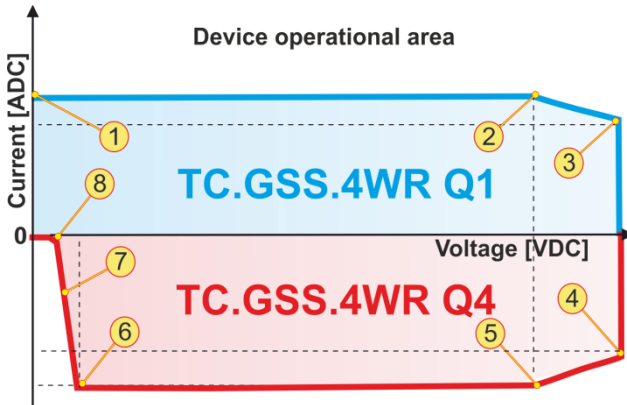 Device operational area
Current [ADC]
1
2
3
8
TC.GSS.4WR Q1
0
Voltage [VDC]
7
TC.GSS.4WR Q4
4
6
5